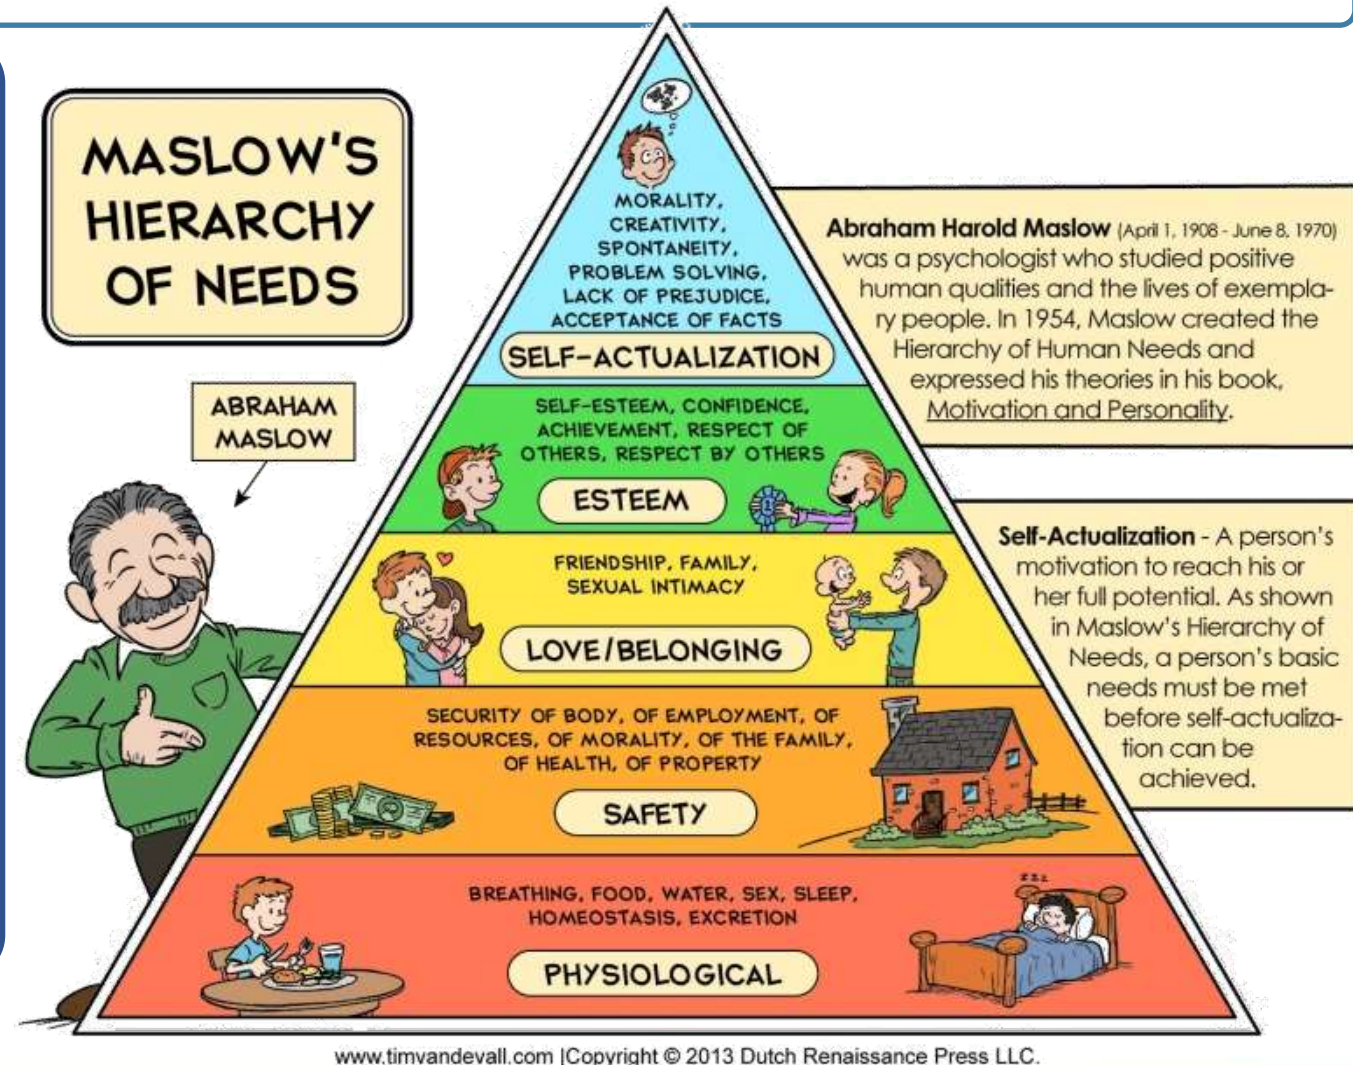 MASLOW'S
HIERARCHY
OF NEEDS
ABRAHAM
MASLOW
MORALITY,
CREATIVITY,
SPONTANEITY,
PROBLEM SOLVING,
LACK OF PREJUDICE,
ACCEPTANCE OF FACTS
SELF-ACTUALIZATION
SELF-ESTEEM, CONFIDENCE,
ACHIEVEMENT, RESPECT OF
OTHERS, RESPECT BY OTHERS
ESTEEM
1
FRIENDSHIP, FAMILY,
SEXUAL INTIMACY
LOVE/BELONGING
SECURITY OF BODY, OF EMPLOYMENT, OF
RESOURCES, OF MORALITY, OF THE FAMILY,
OF HEALTH, OF PROPERTY
SAFETY
zzz
BREATHING, FOOD, WATER, SEX, SLEEP,
HOMEOSTASIS, EXCRETION
PHYSIOLOGICAL
Abraham Harold Maslow (April 1, 1908 - June 8, 1970)
was a psychologist who studied positive
human qualities and the lives of exempla-
ry people. In 1954, Maslow created the
Hierarchy of Human Needs and
expressed his theories in his book,
Motivation and Personality.
Self-Actualization - A person's
motivation to reach his or
her full potential. As shown
in Maslow's Hierarchy of
Needs, a person's basic
needs must be met
before self-actualiza-
tion can be
achieved.
www.timvandevall.com |Copyright © 2013 Dutch Renaissance Press LLC.